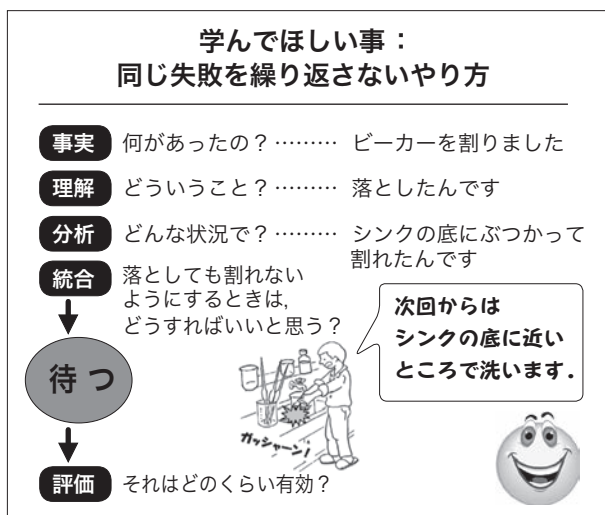 学んでほしい事：
同じ失敗を繰り返さないやり方
事実 何があったの？……… ビーカーを割りました
理解 どういうこと？……… 落としたんです
分析 どんな状況で？……… シンクの底にぶつかって
割れたんです
統合 落としても割れない
ようにするときは，
どうすればいいと思う？
次回からは
シンクの底に近い
ところで洗います．
待つ
ガッシャーン！
評価 それはどのくらい有効？